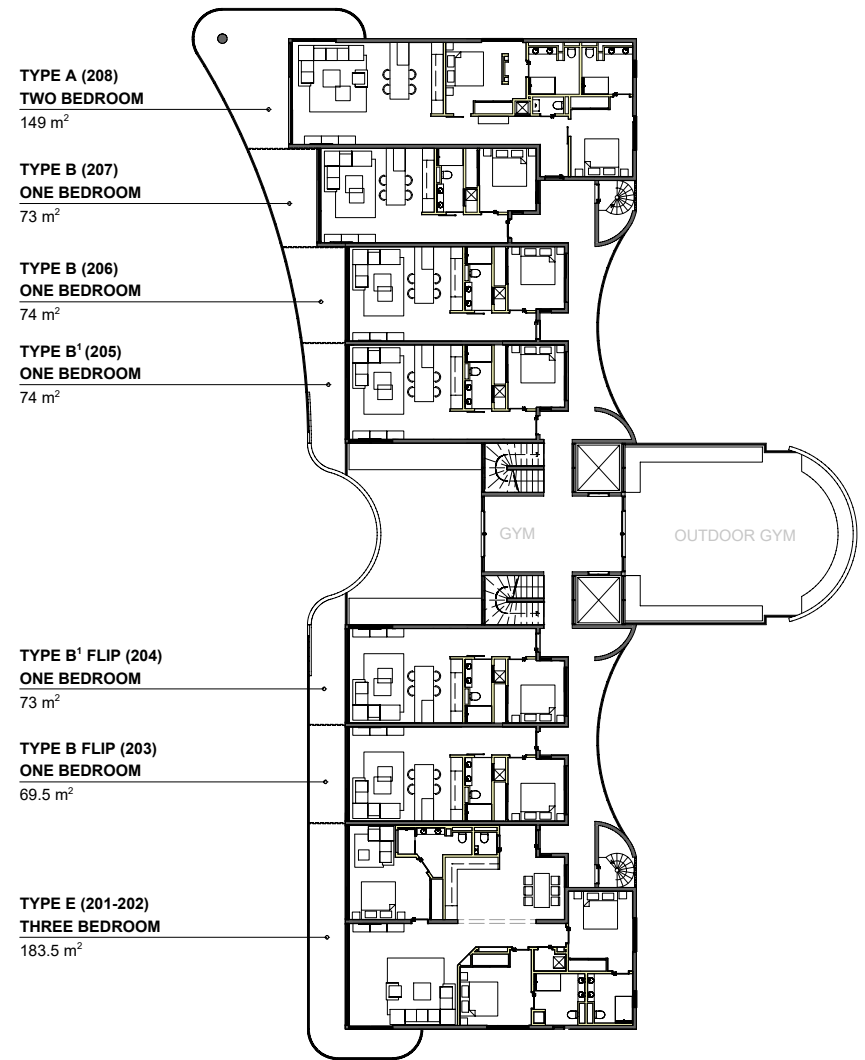 TYPE A (208)
TWO BEDROOM
149 m²
TYPE B (207)
ONE BEDROOM
73 m²
TYPE B (206)
ONE BEDROOM
74 m²
TYPE B¹ (205)
ONE BEDROOM
74 m²
GYM
OUTDOOR GYM
TYPE B¹ FLIP (204)
ONE BEDROOM
73 m²
TYPE B FLIP (203)
ONE BEDROOM
69.5 m²
TYPE E (201-202)
THREE BEDROOM
183.5 m²